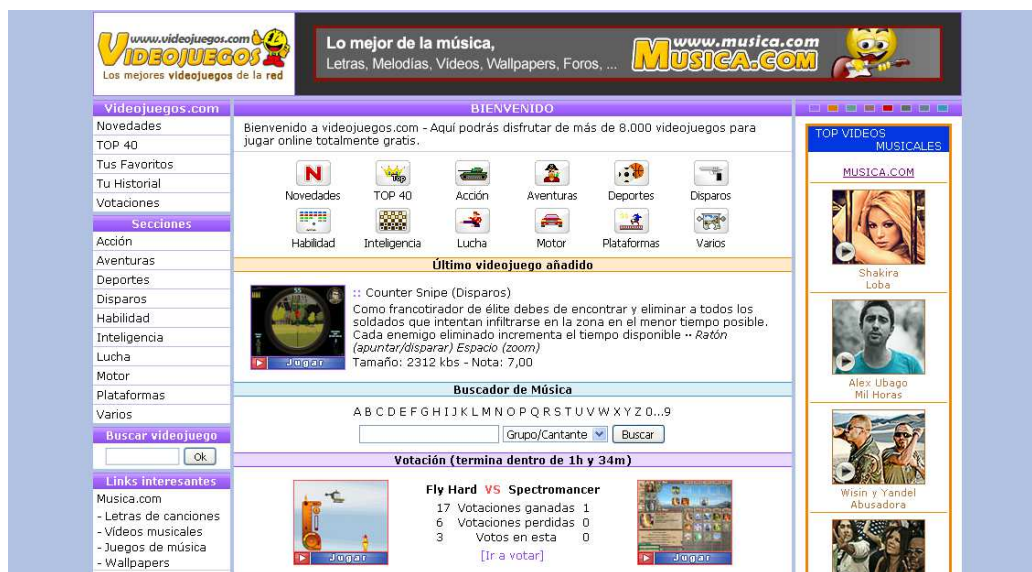 www.videojuegos.com
VIDEOJUEGOS
Los mejores videojuegos de la red
Lo mejor de la música,
Letras, Melodías, Vídeos, Wallpapers, Foros, ...
www.musica.com
MUSICA.COM
Videojuegos.com
Novedades
TOP 40
Tus Favoritos
Tu Historial
Votaciones
Secciones
Acción
Aventuras
Deportes
Disparos
Habilidad
Inteligencia
Lucha
Motor
Plataformas
Varios
Buscar videojuego
Ok
Links interesantes
Musica.com
- Letras de canciones
- Vídeos musicales
- Juegos de música
- Wallpapers
BIENVENIDO
Bienvenido a videojuegos.com - Aquí podrás disfrutar de más de 8.000 videojuegos para
jugar online totalmente gratis.
N
Top
Novedades TOP 40 Acción Aventuras Deportes Disparos
Habilidad Inteligencia Lucha Motor Plataformas Varios
Último videojuego añadido
:: Counter Snipe (Disparos)
Como francotirador de élite debes de encontrar y eliminar a todos los
soldados que intentan infiltrarse en la zona en el menor tiempo posible.
Cada enemigo eliminado incrementa el tiempo disponible -- Ratón
(apuntar/disparar) Espacio (zoom)
Tamaño: 2312 kbs - Nota: 7,00
Jugar
Buscador de Música
A B C D E F G H I J K L M N O P Q R S T U V W X Y Z 0...9
Grupo/Cantante Buscar
Votación (termina dentro de 1h y 34m)
Fly Hard VS Spectromancer
17 Votaciones ganadas 1
6 Votaciones perdidas 0
3 Votos en esta 0
[Ir a votar]
Jugar
Jugar
TOP VIDEOS
MUSICALES
MUSICA.COM
Shakira
Loba
Alex Ubago
Mil Horas
Wisin y Yandel
Abusadora